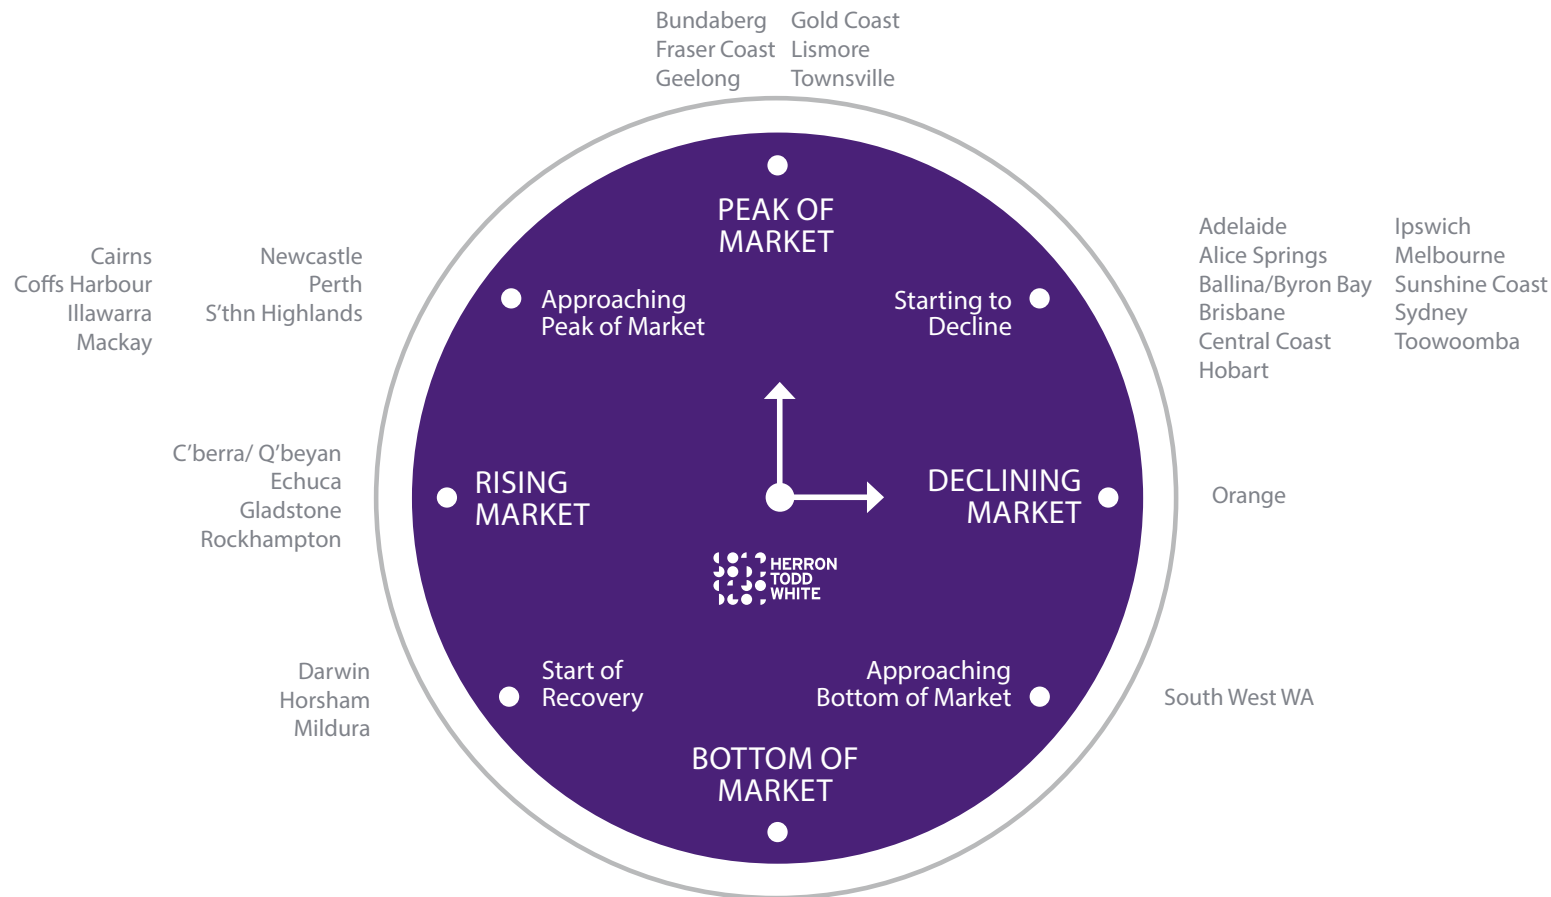 Bundaberg
Fraser Coast
Geelong
Gold Coast
Lismore
Townsville
PEAK OF
MARKET
Cairns
Coffs Harbour
Illawarra
Mackay
Newcastle
Perth
S'thn Highlands
Approaching
Peak of Market
Starting to
Decline
Adelaide
Alice Springs
Ballina/Byron Bay
Brisbane
Central Coast
Hobart
Ipswich
Melbourne
Sunshine Coast
Sydney
Toowoomba
C'berra/ Q'beyan
Echuca
Gladstone
Rockhampton
RISING
MARKET
DECLINING
MARKET
Orange
HERRON
TODD
WHITE
Darwin
Horsham
Mildura
Start of
Recovery
Approaching
Bottom of Market
South West WA
BOTTOM OF
MARKET